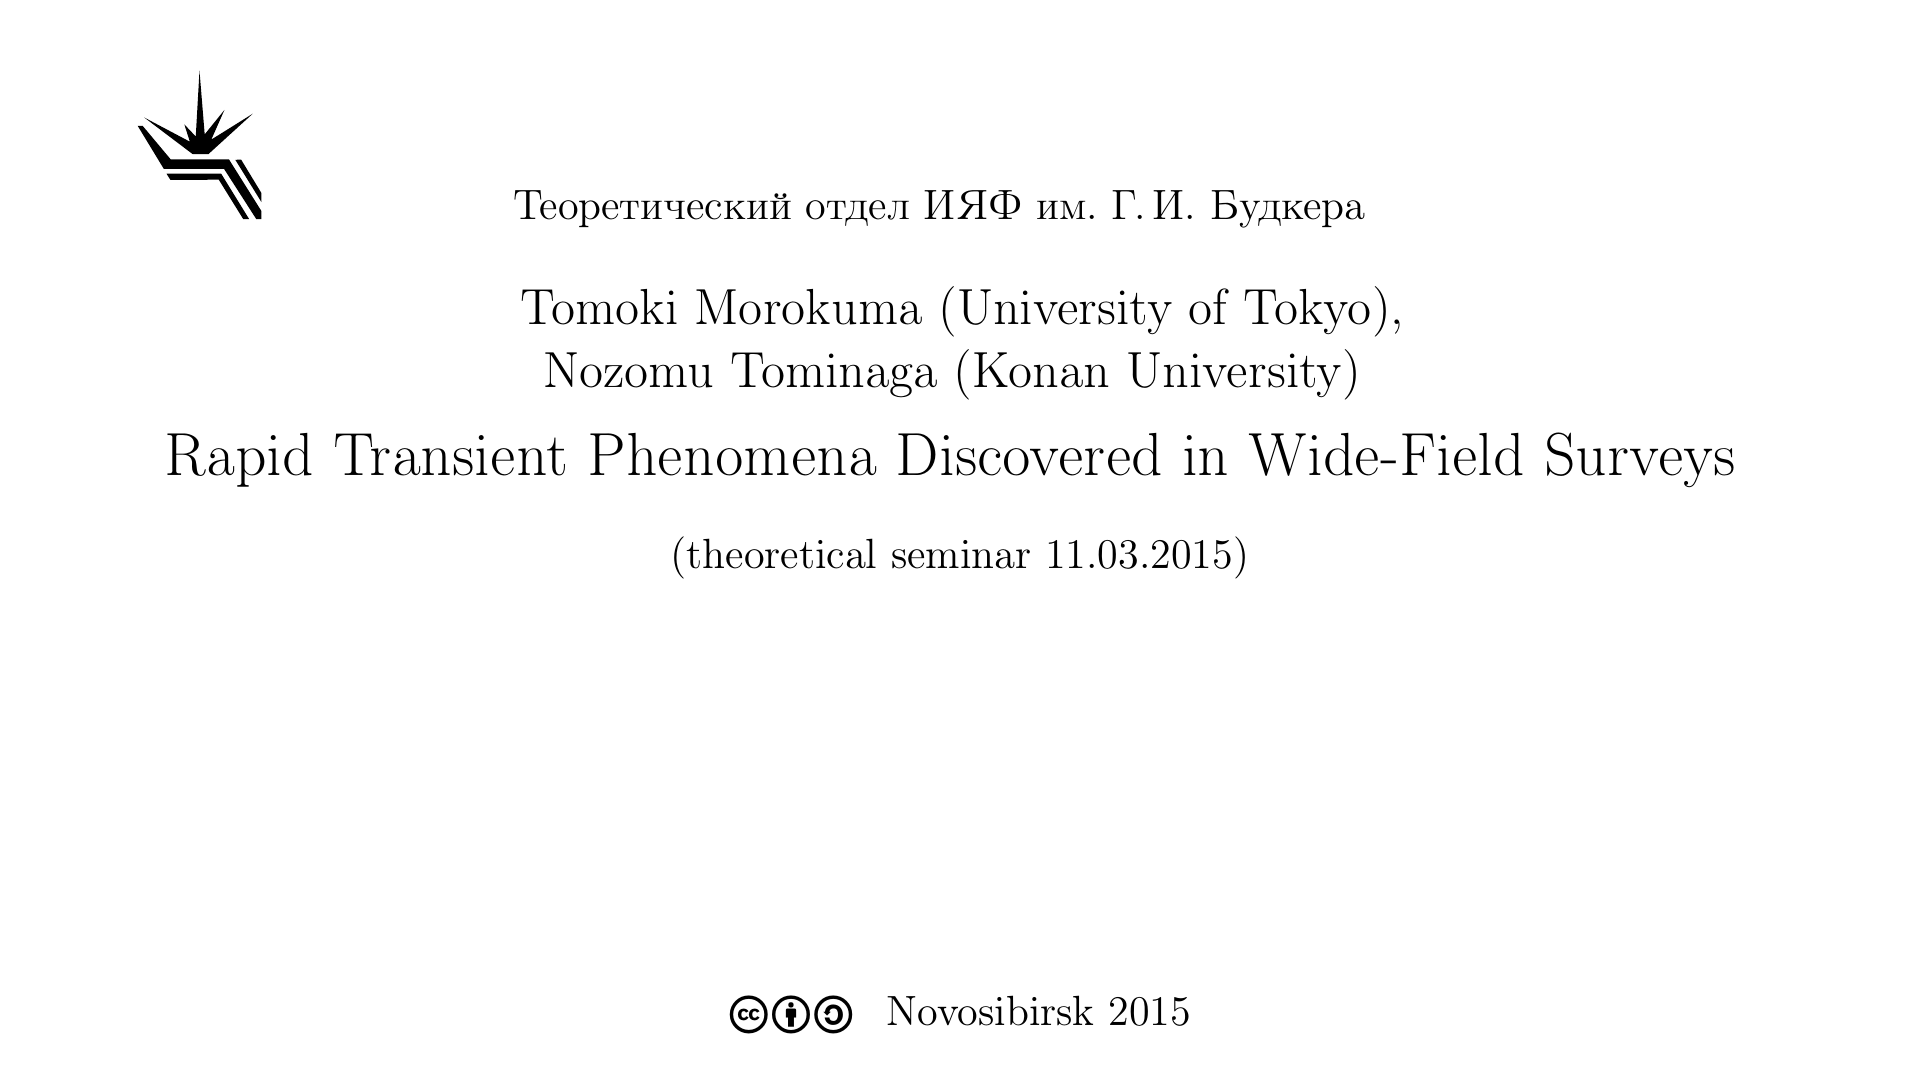 Теоретический отдел ИЯФ им. Г. И. Будкера
Tomoki Morokuma (University of Tokyo),
Nozomu Tominaga (Konan University)
Rapid Transient Phenomena Discovered in Wide-Field Surveys
(theoretical seminar 11.03.2015)
cc Novosibirsk 2015